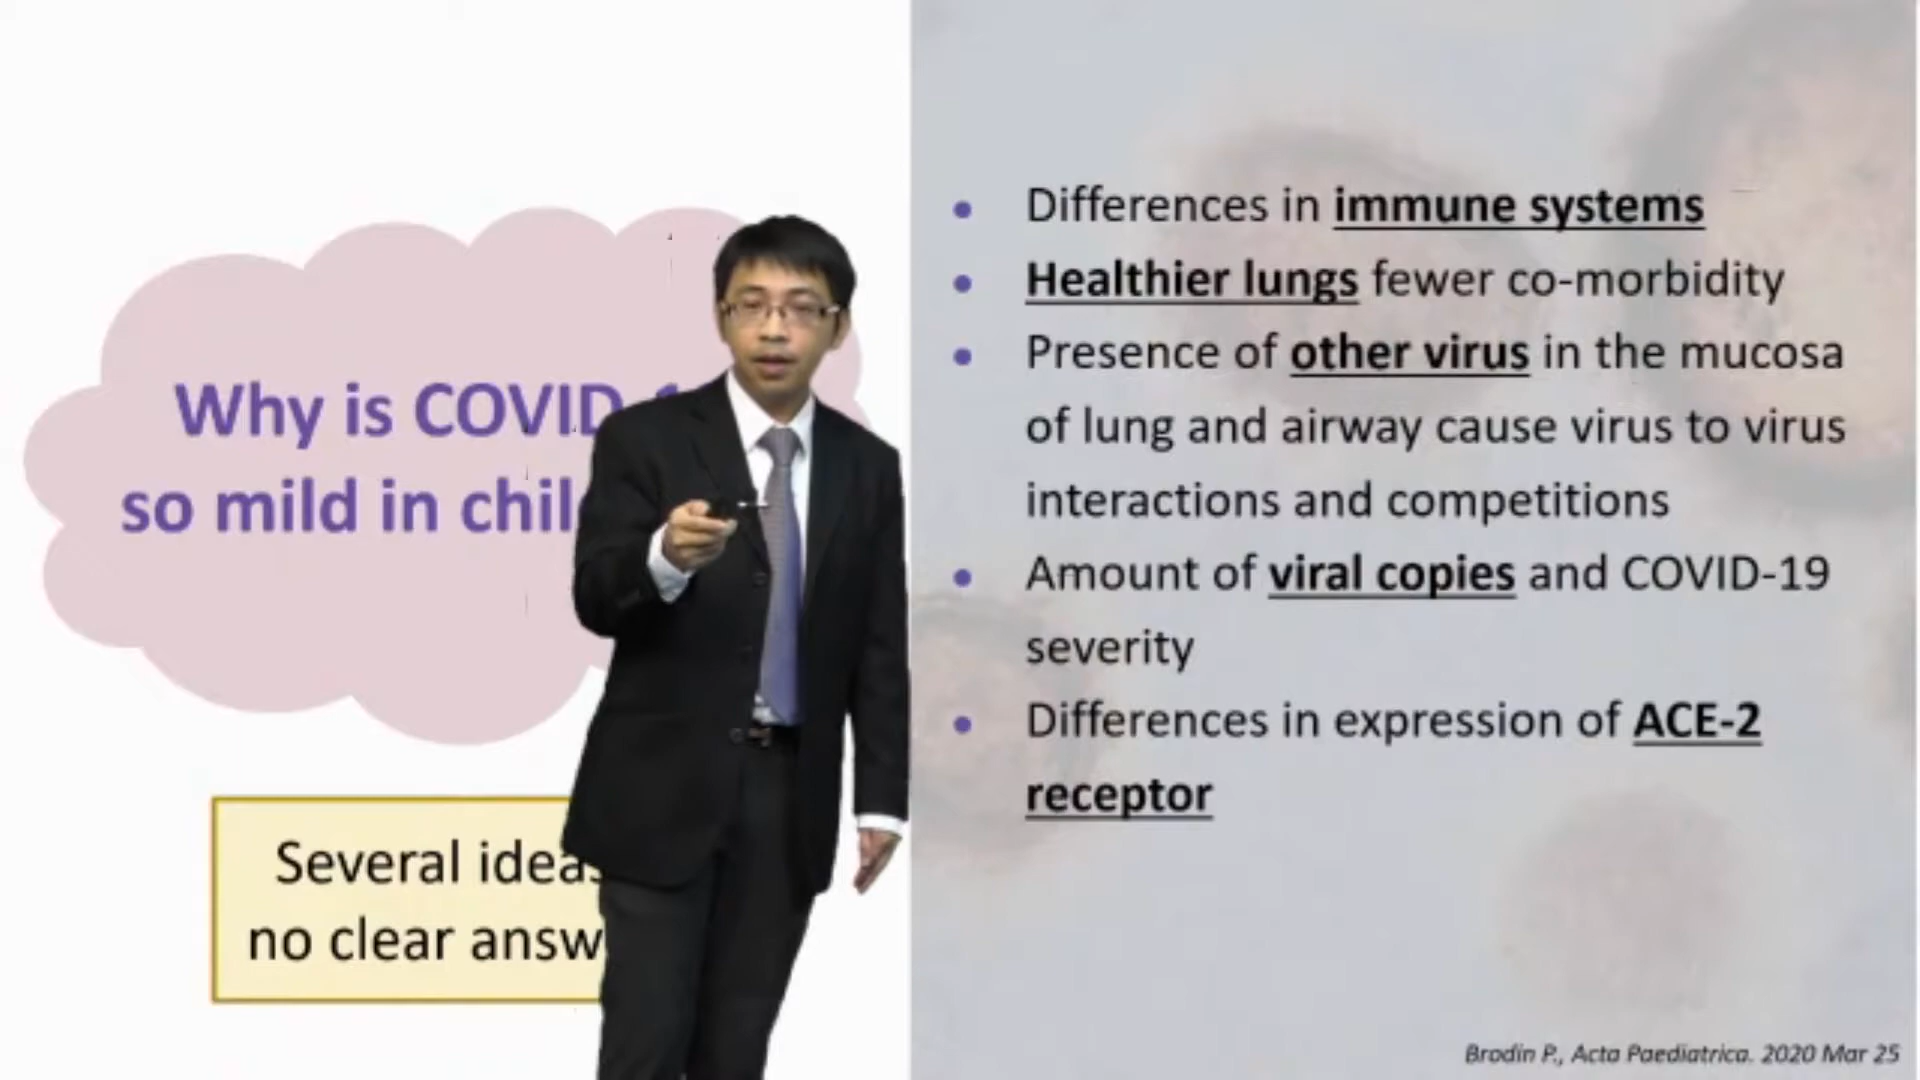 Why is COVID-
so mild in chil
Several ideas
no clear answ
Differences in immune systems
Healthier lungs fewer co-morbidity
Presence of other virus in the mucosa
of lung and airway cause virus to virus
interactions and competitions
Amount of viral copies and COVID-19
severity
Differences in expression of ACE-2
receptor
Brodin P., Acta Paediatrica. 2020 Mar 25